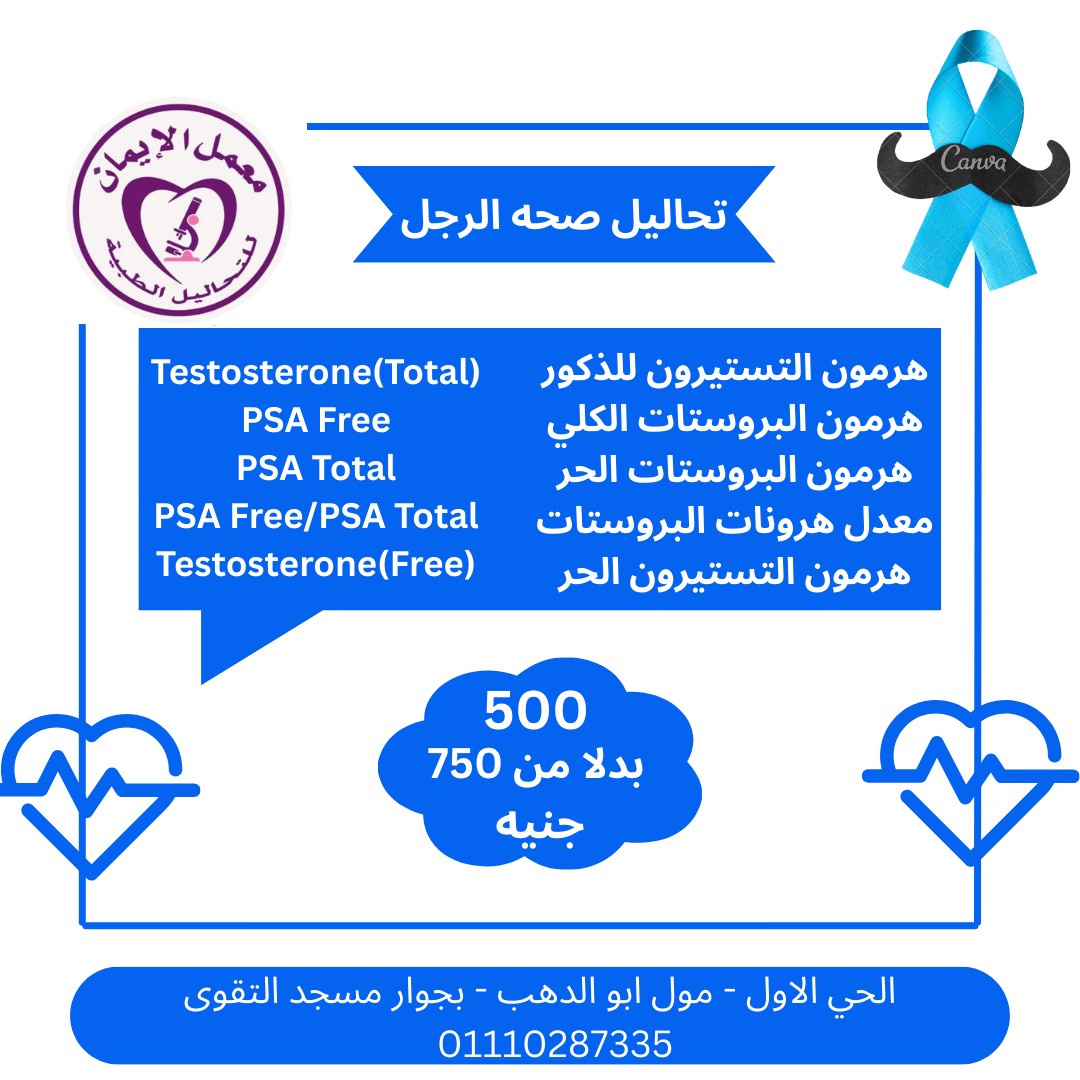 معمل الإيمان
للتحاليل الطبية
Canva
تحاليل صحه الرجل
هرمون التستيرون للذكور
هرمون البروستات الكلي
هرمون البروستات الحر
معدل هرونات البروستات
هرمون التستيرون الحر
Testosterone(Total)
PSA Free
PSA Total
PSA Free/PSA Total
Testosterone(Free)
500
بدلا من 750
جنيه
الحي الاول - مول ابو الدهب - بجوار مسجد التقوى
01110287335